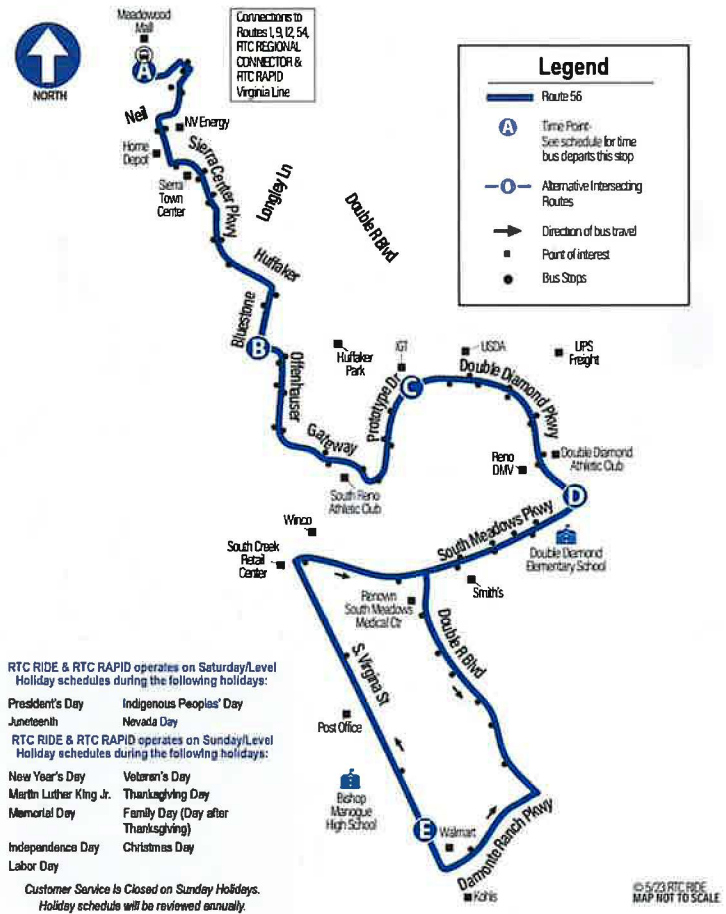 Meadowood
Mall
Connections to
Routes 1, 9, 12, 54,
RTC REGIONAL
CONNECTOR &
RTC RAPID
Virginia Line
NORTH
A
Legend
Route 56
A
Time Point-
See schedule for time
bus departs this stop
Alternative Intersecting
Routes
Direction of bus travel
Point of interest
Bus Stops
Neil
NV Energy
Home
Depot
Sierra
Town
Center
Sierra Center Pkwy
Longley Ln
Double R Blvd
Huffaker
Bluestone
B
Offenhauser
Huffaker
Park
IGT
USDA
UPS
Freight
C
Prototype Dr
Double Diamond Pkwy
Gateway
South Reno
Athletic Club
Reno
DMV
Double Diamond
Athletic Club
D
Winco
South Meadows Pkwy
Double Diamond
Elementary School
South Creek
Retail
Center
Smith's
Renown
South Meadows
Medical Ctr
Double R Blvd
S Virginia St
Post Office
Bishop
Manogue
High School
E
Walmart
Damonte Ranch Pkwy
Kohls
RTC RIDE & RTC RAPID operates on Saturday/Level
Holiday schedules during the following holidays:
President's Day Indigenous Peoples' Day
Juneteenth Nevada Day
RTC RIDE & RTC RAPID operates on Sunday/Level
Holiday schedules during the following holidays:
New Year's Day Veteran's Day
Martin Luther King Jr. Thanksgiving Day
Memorial Day Family Day (Day after
Thanksgiving)
Independence Day Christmas Day
Labor Day
Customer Service is Closed on Sunday Holidays.
Holiday schedule will be reviewed annually.
© 5/23 RTC RIDE
MAP NOT TO SCALE